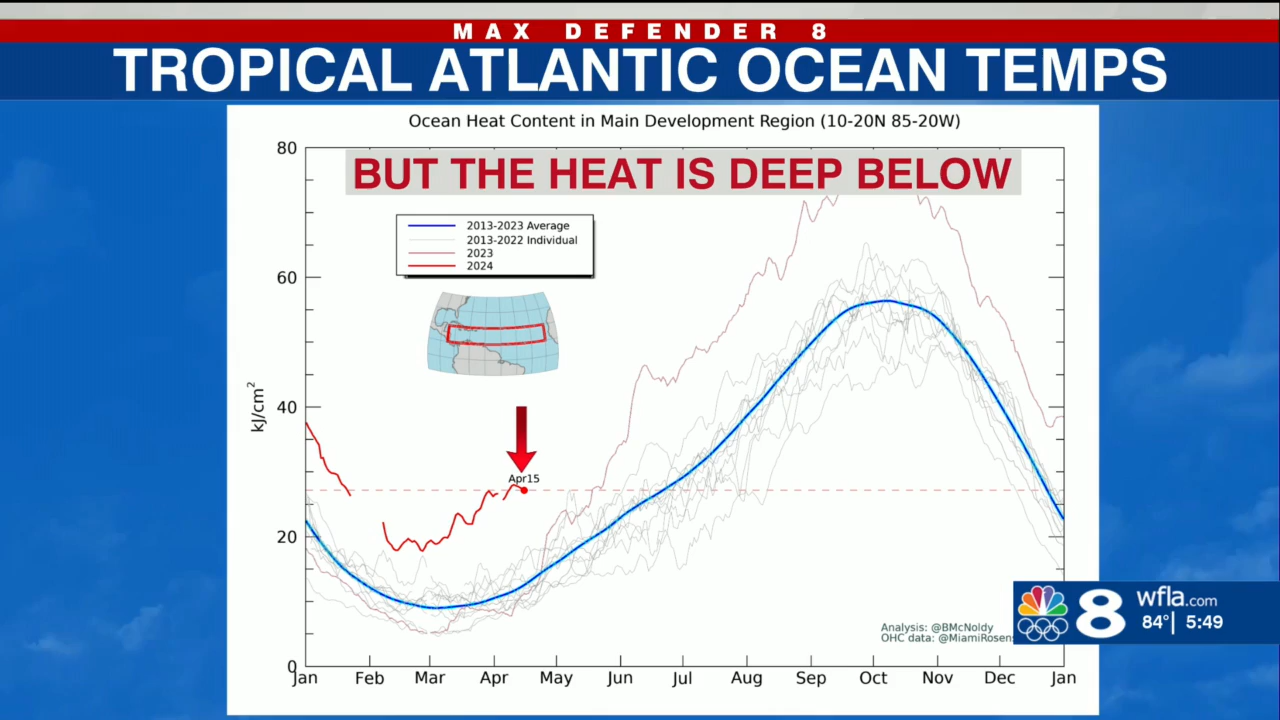 MAX DEFENDER 8
TROPICAL ATLANTIC OCEAN TEMPS
Ocean Heat Content in Main Development Region (10-20N 85-20W)
BUT THE HEAT IS DEEP BELOW
2013-2023 Average
2013-2022 Individual
2023
2024
Apr15
kJ/cm²
80
60
40
20
0
Jan Feb Mar Apr May Jun Jul Aug Sep Oct Nov Dec Jan
Analysis: @BMcNoldy
OHC data: @MiamiRosens
8 wfla.com
84° 5:49